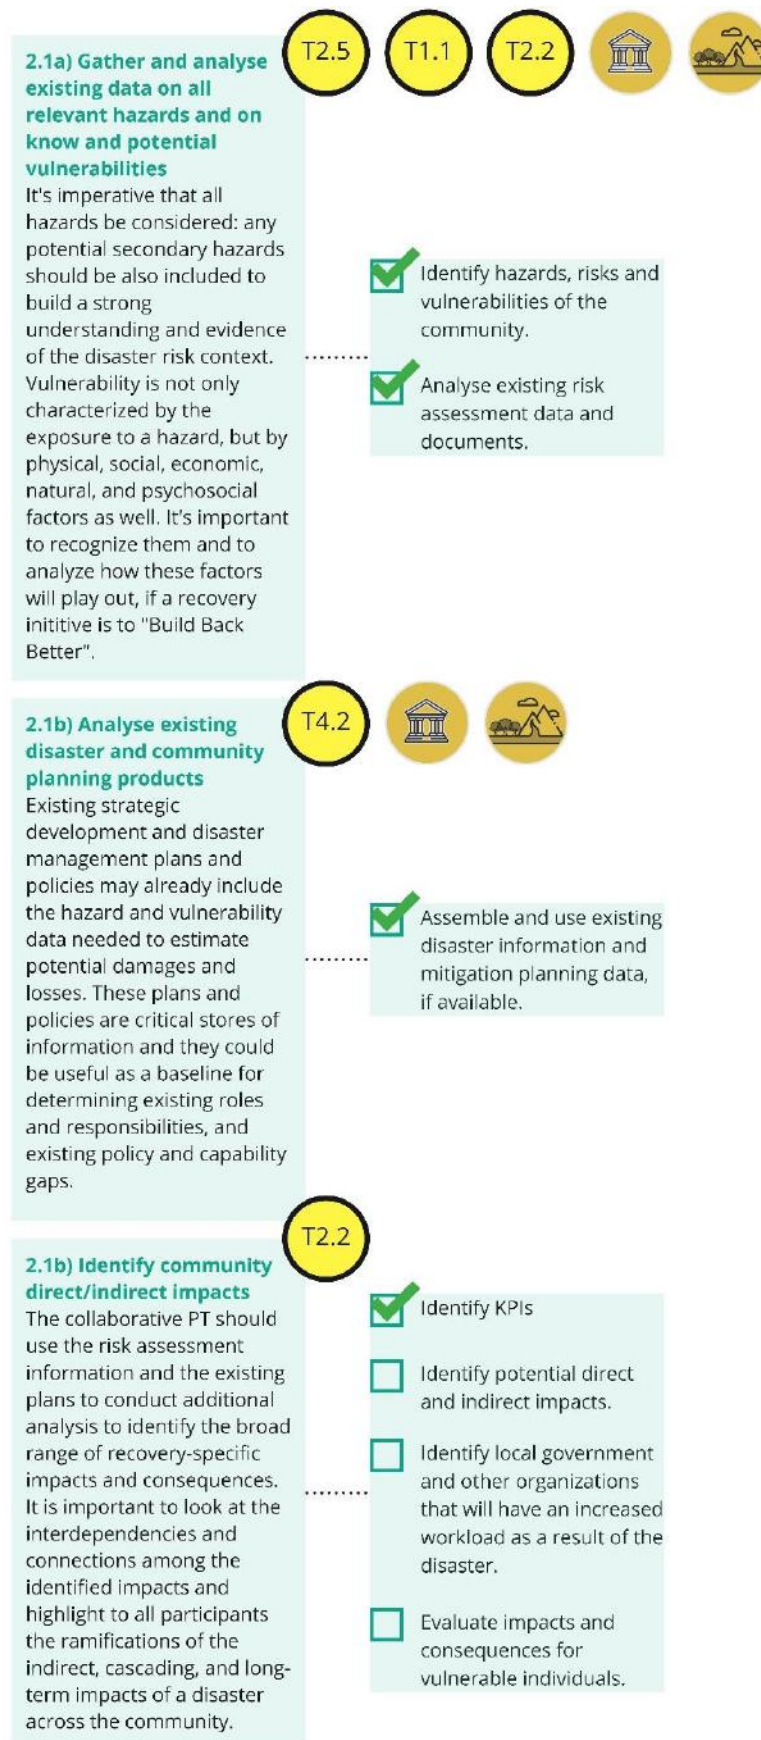 T2.5
T1.1
T2.2
2.1a) Gather and analyse
existing data on all
relevant hazards and on
know and potential
vulnerabilities
It's imperative that all
hazards be considered: any
potential secondary hazards
should be also included to
build a strong
understanding and evidence
of the disaster risk context.
Vulnerability is not only
characterized by the
exposure to a hazard, but by
physical, social, economic,
natural, and psychosocial
factors as well. It's important
to recognize them and to
analyze how these factors
will play out, if a recovery
inititive is to "Build Back
Better".
Identify hazards, risks and
vulnerabilities of the
community.
Analyse existing risk
assessment data and
documents.
T4.2
2.1b) Analyse existing
disaster and community
planning products
Existing strategic
development and disaster
management plans and
policies may already include
the hazard and vulnerability
data needed to estimate
potential damages and
losses. These plans and
policies are critical stores of
information and they could
be useful as a baseline for
determining existing roles
and responsibilities, and
existing policy and capability
gaps.
Assemble and use existing
disaster information and
mitigation planning data,
if available.
T2.2
2.1b) Identify community
direct/indirect impacts
The collaborative PT should
use the risk assessment
information and the existing
plans to conduct additional
analysis to identify the broad
range of recovery-specific
impacts and consequences.
It is important to look at the
interdependencies and
connections among the
identified impacts and
highlight to all participants
the ramifications of the
indirect, cascading, and long-
term impacts of a disaster
across the community.
Identify KPIs
Identify potential direct
and indirect impacts.
Identify local government
and other organizations
that will have an increased
workload as a result of the
disaster.
Evaluate impacts and
consequences for
vulnerable individuals.